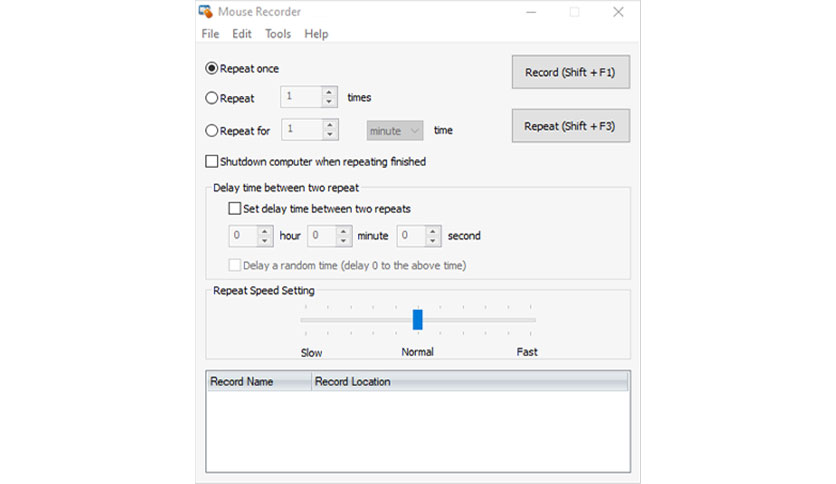 Mouse Recorder
File Edit Tools Help
Repeat once
Record (Shift + F1)
Repeat 1 times
Repeat for 1 minute time
Repeat (Shift + F3)
Shutdown computer when repeating finished
Delay time between two repeat
Set delay time between two repeats
0 hour 0 minute 0 second
Delay a random time (delay 0 to the above time)
Repeat Speed Setting
Slow Normal Fast
Record Name Record Location